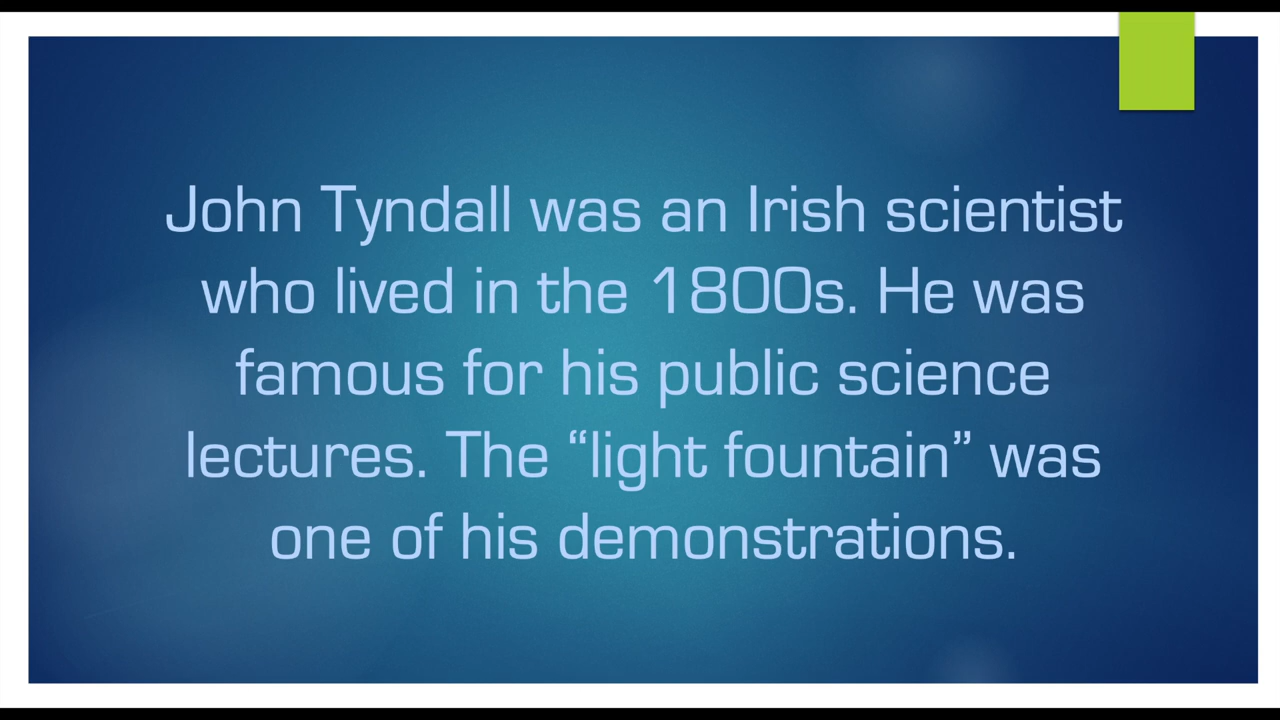 John Tyndall was an Irish scientist
who lived in the 1800s. He was
famous for his public science
lectures. The “light fountain” was
one of his demonstrations.